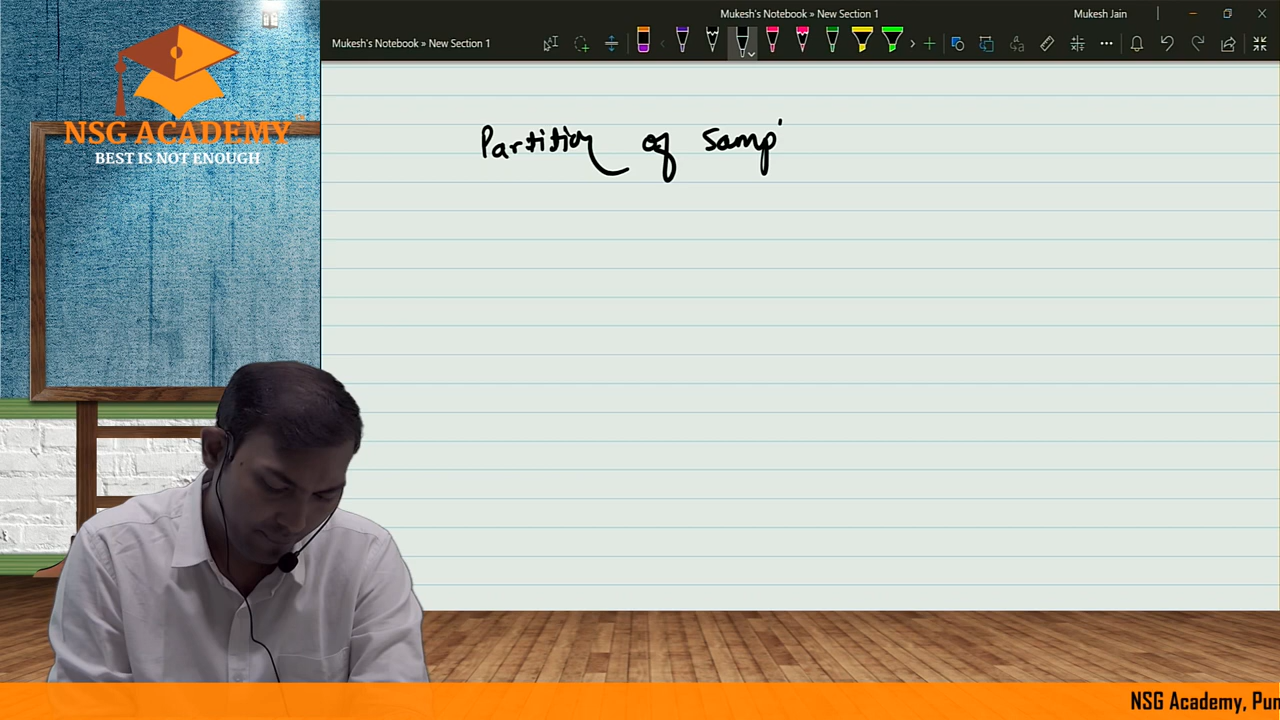 Mukesh's Notebook » New Section 1
Mukesh Jain
Mukesh's Notebook » New Section 1
NSG ACADEMY
BEST IS NOT ENOUGH
Partition of Samp
NSG Academy, Pun